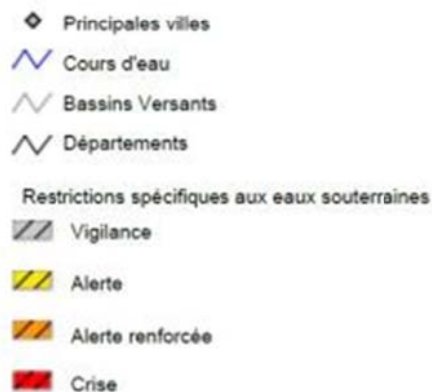 Principales villes
Cours d'eau
Bassins Versants
Départements
Restrictions spécifiques aux eaux souterraines
Vigilance
Alerte
Alerte renforcée
Crise